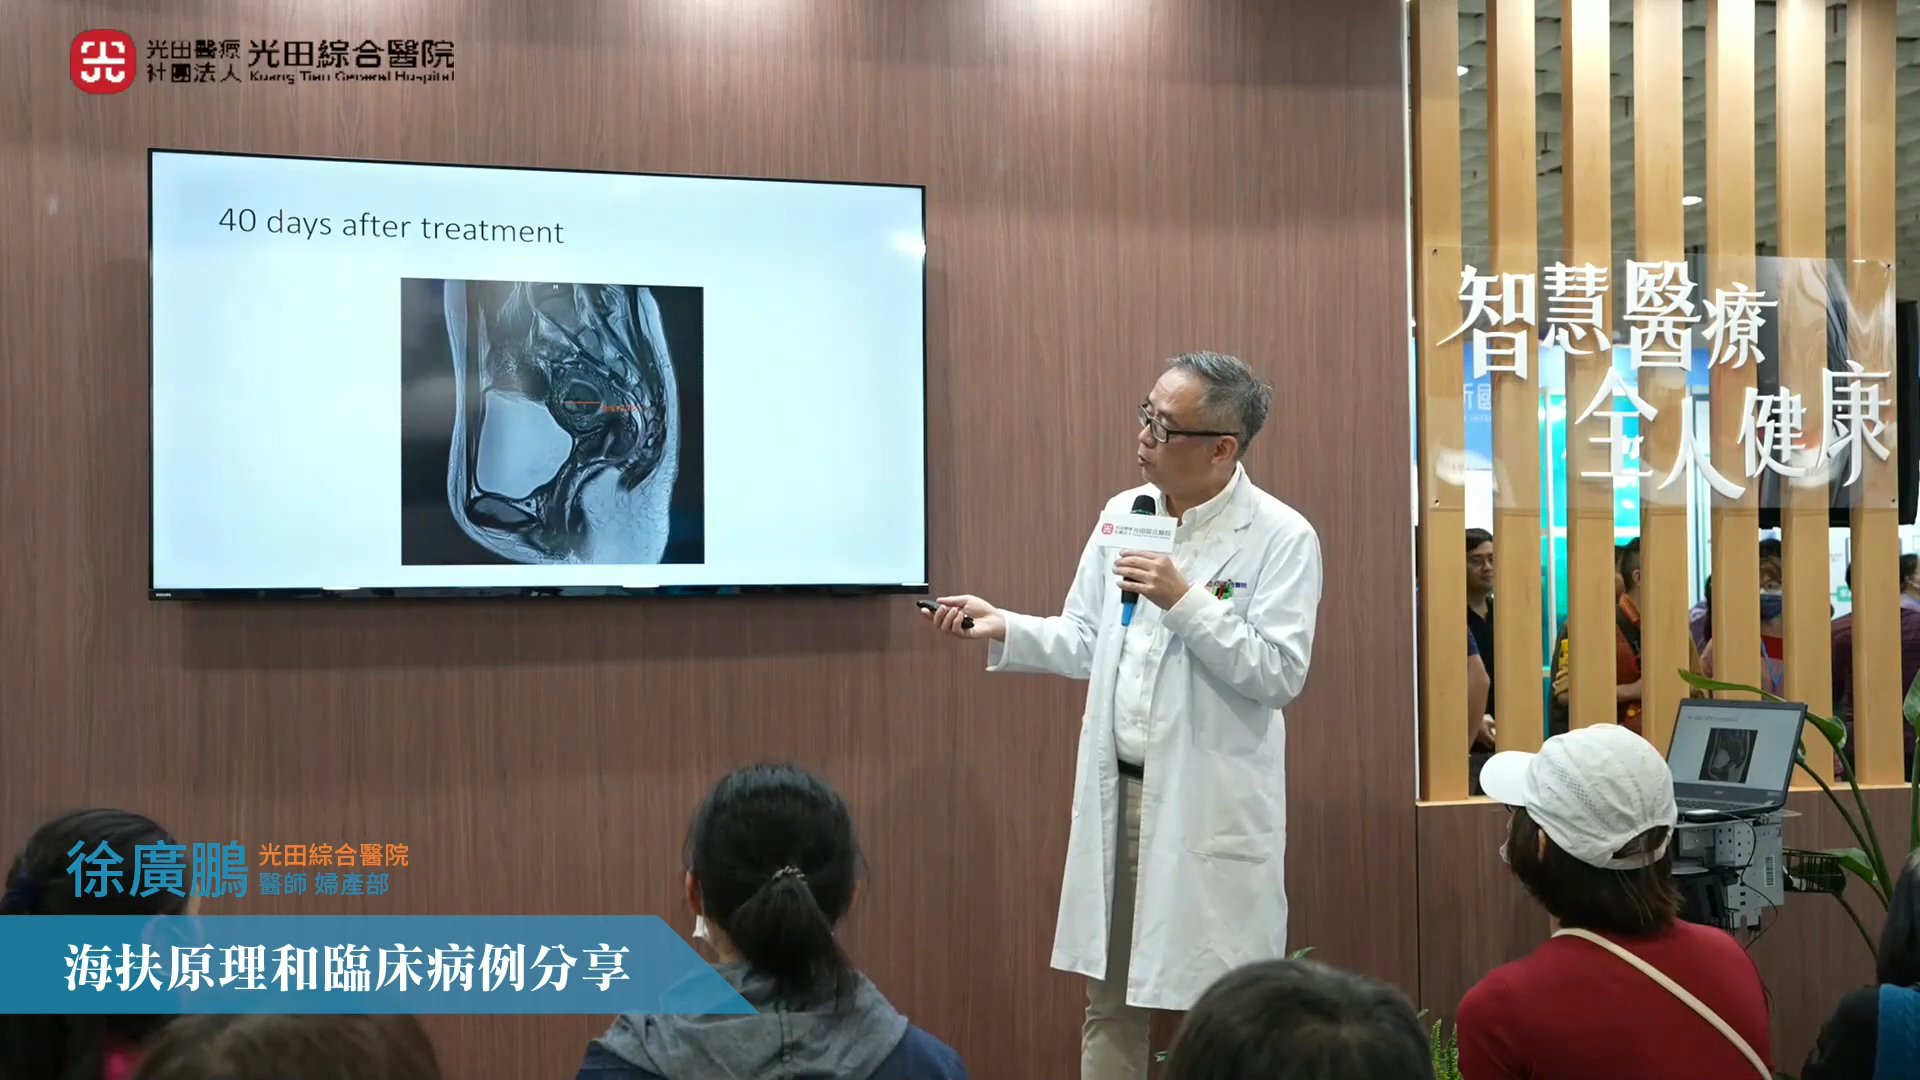 光田醫療
社團法人
光田綜合醫院
Kuang Tien General Hospital
40 days after treatment
H
智慧醫療
全人健康
徐廣鵬
光田綜合醫院
醫師 婦產部
海扶原理和臨床病例分享